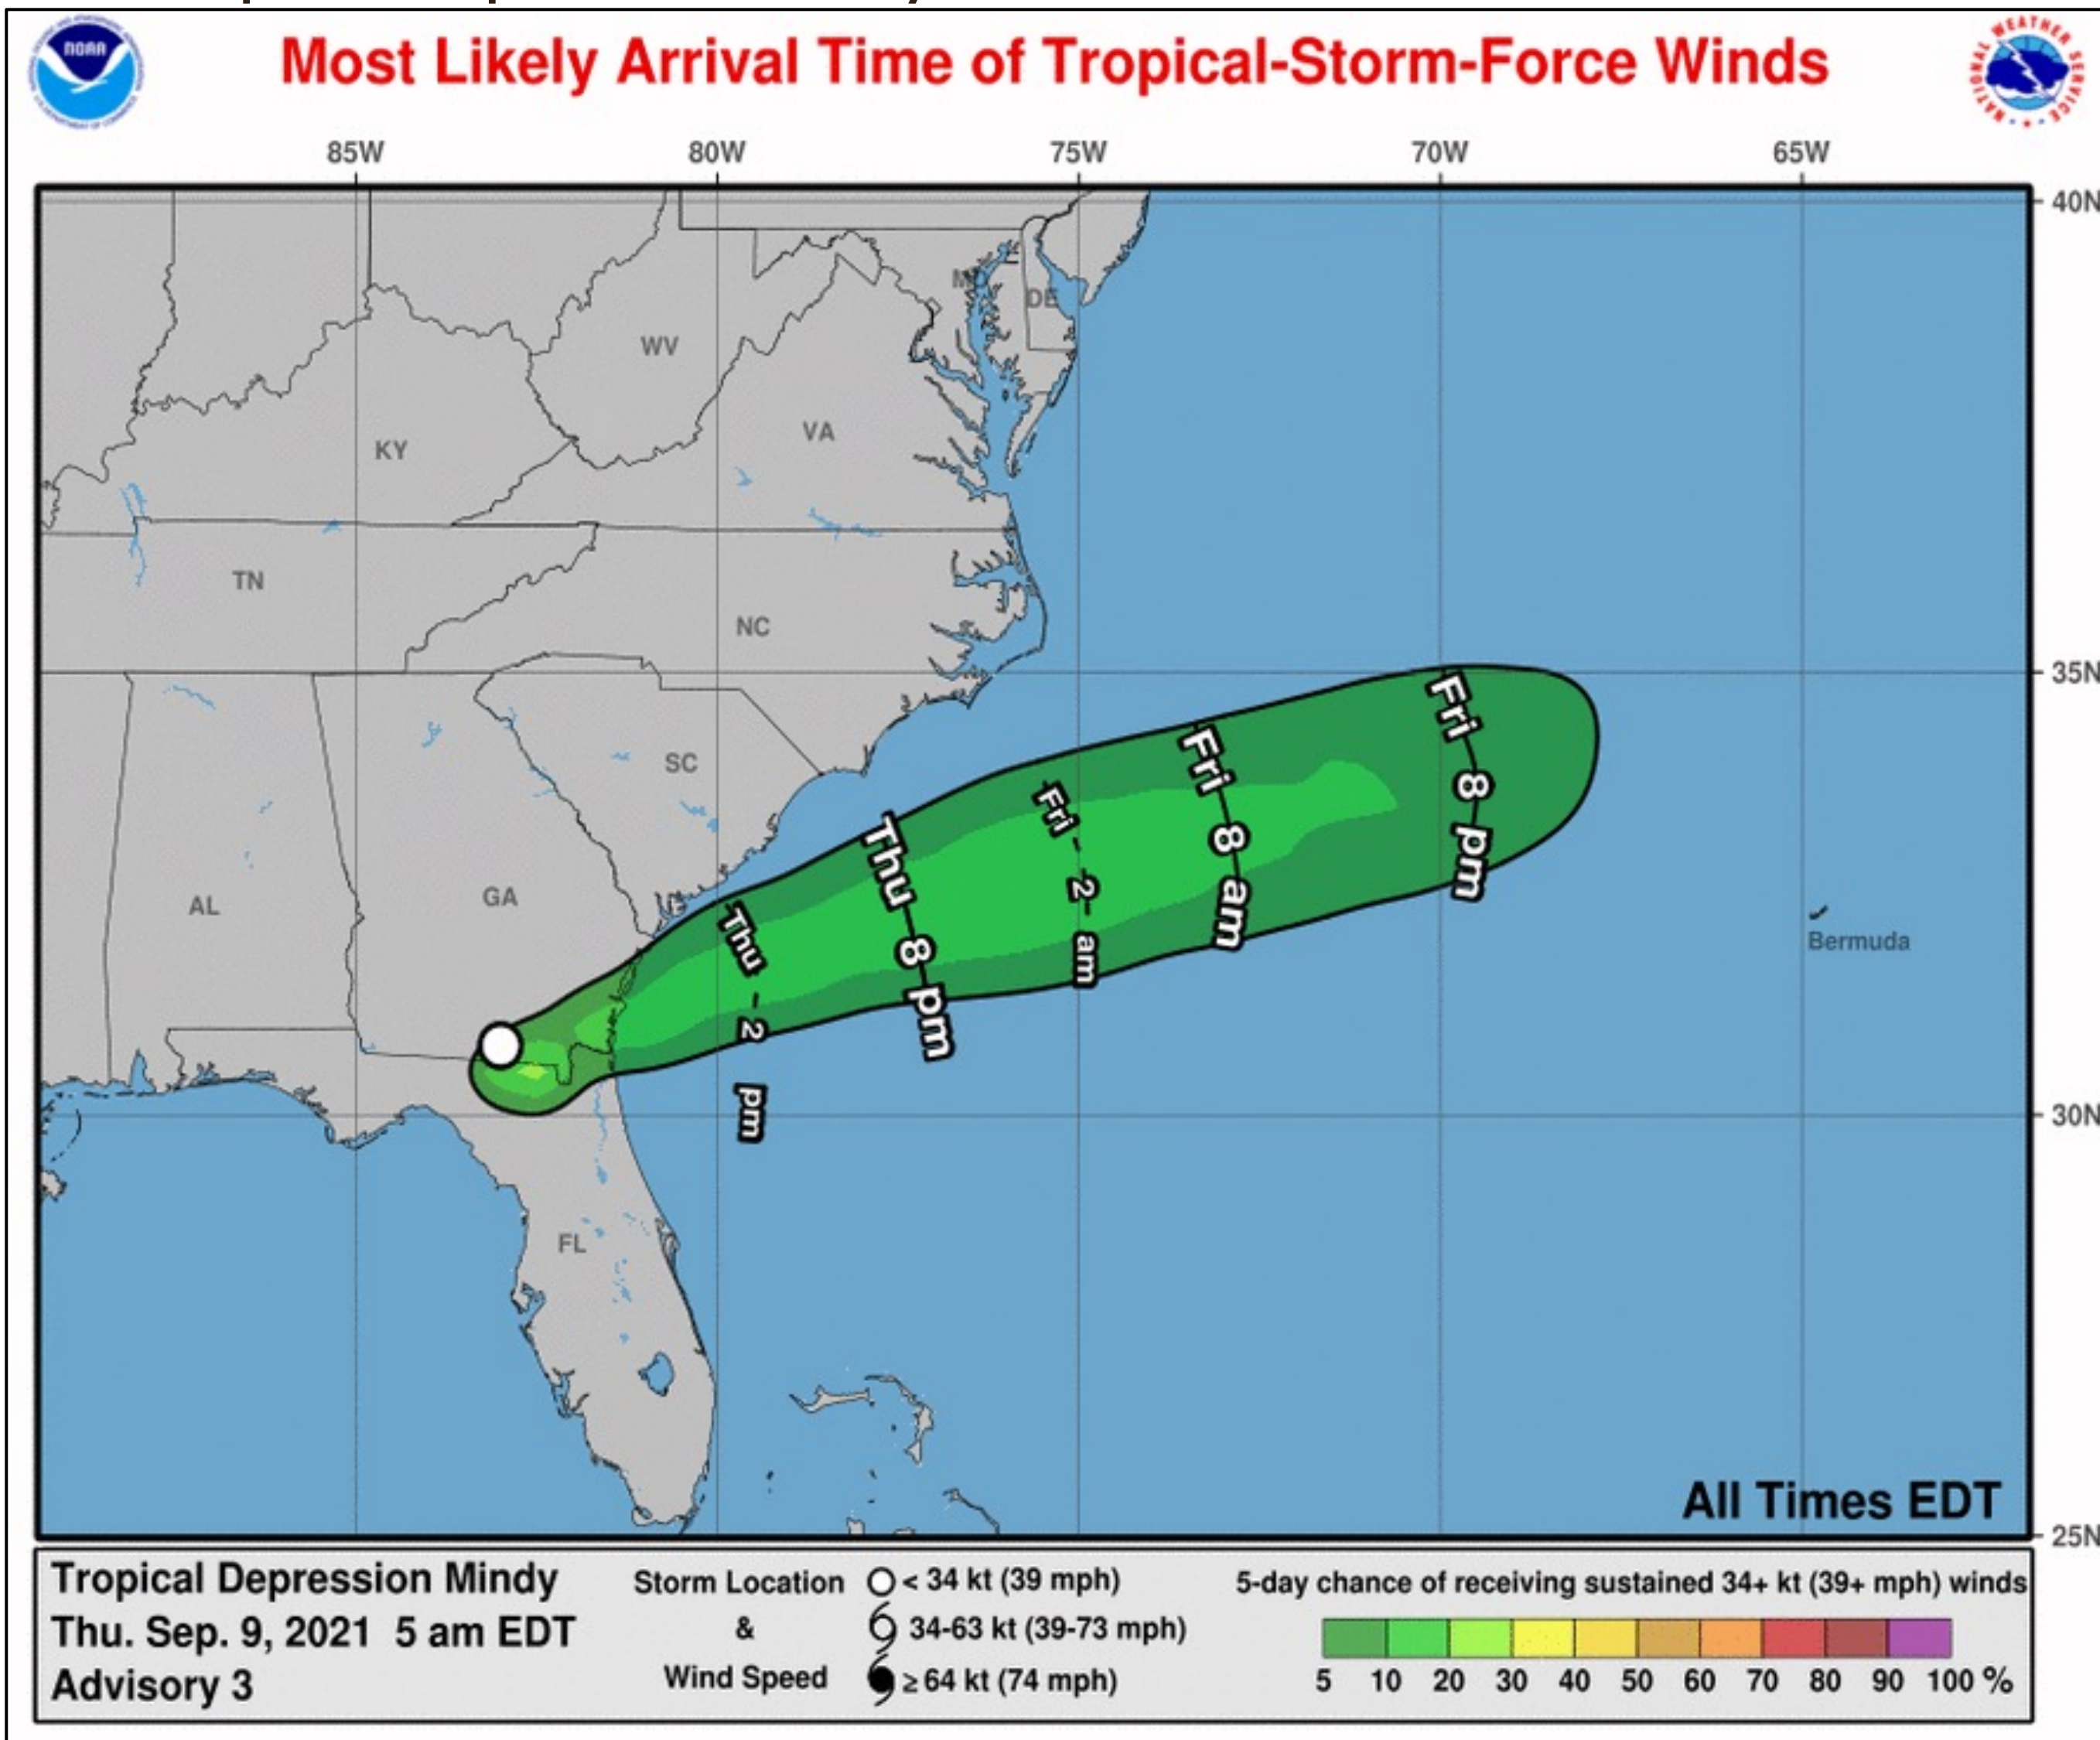 NOAA
Most Likely Arrival Time of Tropical-Storm-Force Winds
NATIONAL WEATHER SERVICE
85W 80W 75W 70W 65W
40N
DE
WV
VA
KY
TN
NC
35N
Fri 8 pm
Fri 8 am
SC
Fri 2 am
Thu 8 pm
GA
AL
Thu 2 pm
Bermuda
30N
FL
All Times EDT
25N
Tropical Depression Mindy
Thu. Sep. 9, 2021 5 am EDT
Advisory 3
Storm Location
&
Wind Speed
< 34 kt (39 mph)
34-63 kt (39-73 mph)
≥ 64 kt (74 mph)
5-day chance of receiving sustained 34+ kt (39+ mph) winds
5 10 20 30 40 50 60 70 80 90 100 %